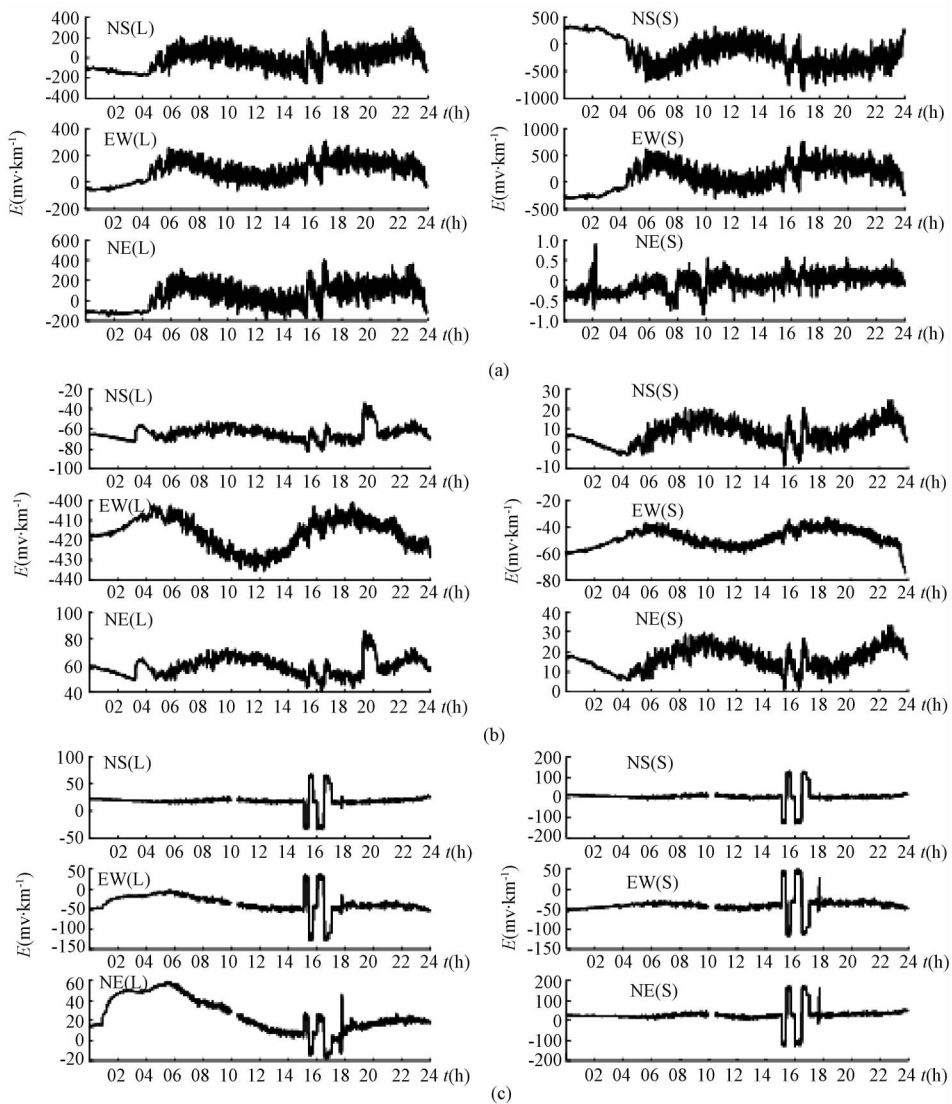 NS(L)
400
200
0
-200
400
02 04 06 08 10 12 14 16 18 20 22 24 t(h)
NS(S)
500
0
-500
-1000
02 04 06 08 10 12 14 16 18 20 22 24 t(h)
E(mv·km⁻¹)
EW(L)
400
200
0
-200
02 04 06 08 10 12 14 16 18 20 22 24 t(h)
E(mv·km⁻¹)
EW(S)
1000
500
0
-500
02 04 06 08 10 12 14 16 18 20 22 24 t(h)
NE(L)
600
400
200
0
-200
02 04 06 08 10 12 14 16 18 20 22 24 t(h)
NE(S)
1.0
0.5
0
-0.5
-1.0
02 04 06 08 10 12 14 16 18 20 22 24 t(h)
(a)
NS(L)
-20
-40
-60
-80
-100
02 04 06 08 10 12 14 16 18 20 22 24 t(h)
NS(S)
30
20
10
0
-10
02 04 06 08 10 12 14 16 18 20 22 24 t(h)
E(mv·km⁻¹)
EW(L)
-400
-410
-420
-430
440
02 04 06 08 10 12 14 16 18 20 22 24 t(h)
E(mv·km⁻¹)
EW(S)
-20
-40
-60
-80
02 04 06 08 10 12 14 16 18 20 22 24 t(h)
NE(L)
100
80
60
40
02 04 06 08 10 12 14 16 18 20 22 24 t(h)
NE(S)
40
30
20
10
0
02 04 06 08 10 12 14 16 18 20 22 24 t(h)
(b)
NS(L)
100
50
0
-50
02 04 06 08 10 12 14 16 18 20 22 24 t(h)
NS(S)
200
100
0
-100
-200
02 04 06 08 10 12 14 16 18 20 22 24 t(h)
E(mv·km⁻¹)
EW(L)
50
0
-50
-100
-150
02 04 06 08 10 12 14 16 18 20 22 24 t(h)
E(mv·km⁻¹)
EW(S)
50
0
-50
-100
-150
02 04 06 08 10 12 14 16 18 20 22 24 t(h)
NE(L)
60
40
20
0
-20
02 04 06 08 10 12 14 16 18 20 22 24 t(h)
NE(S)
200
100
0
-100
-200
02 04 06 08 10 12 14 16 18 20 22 24 t(h)
(c)